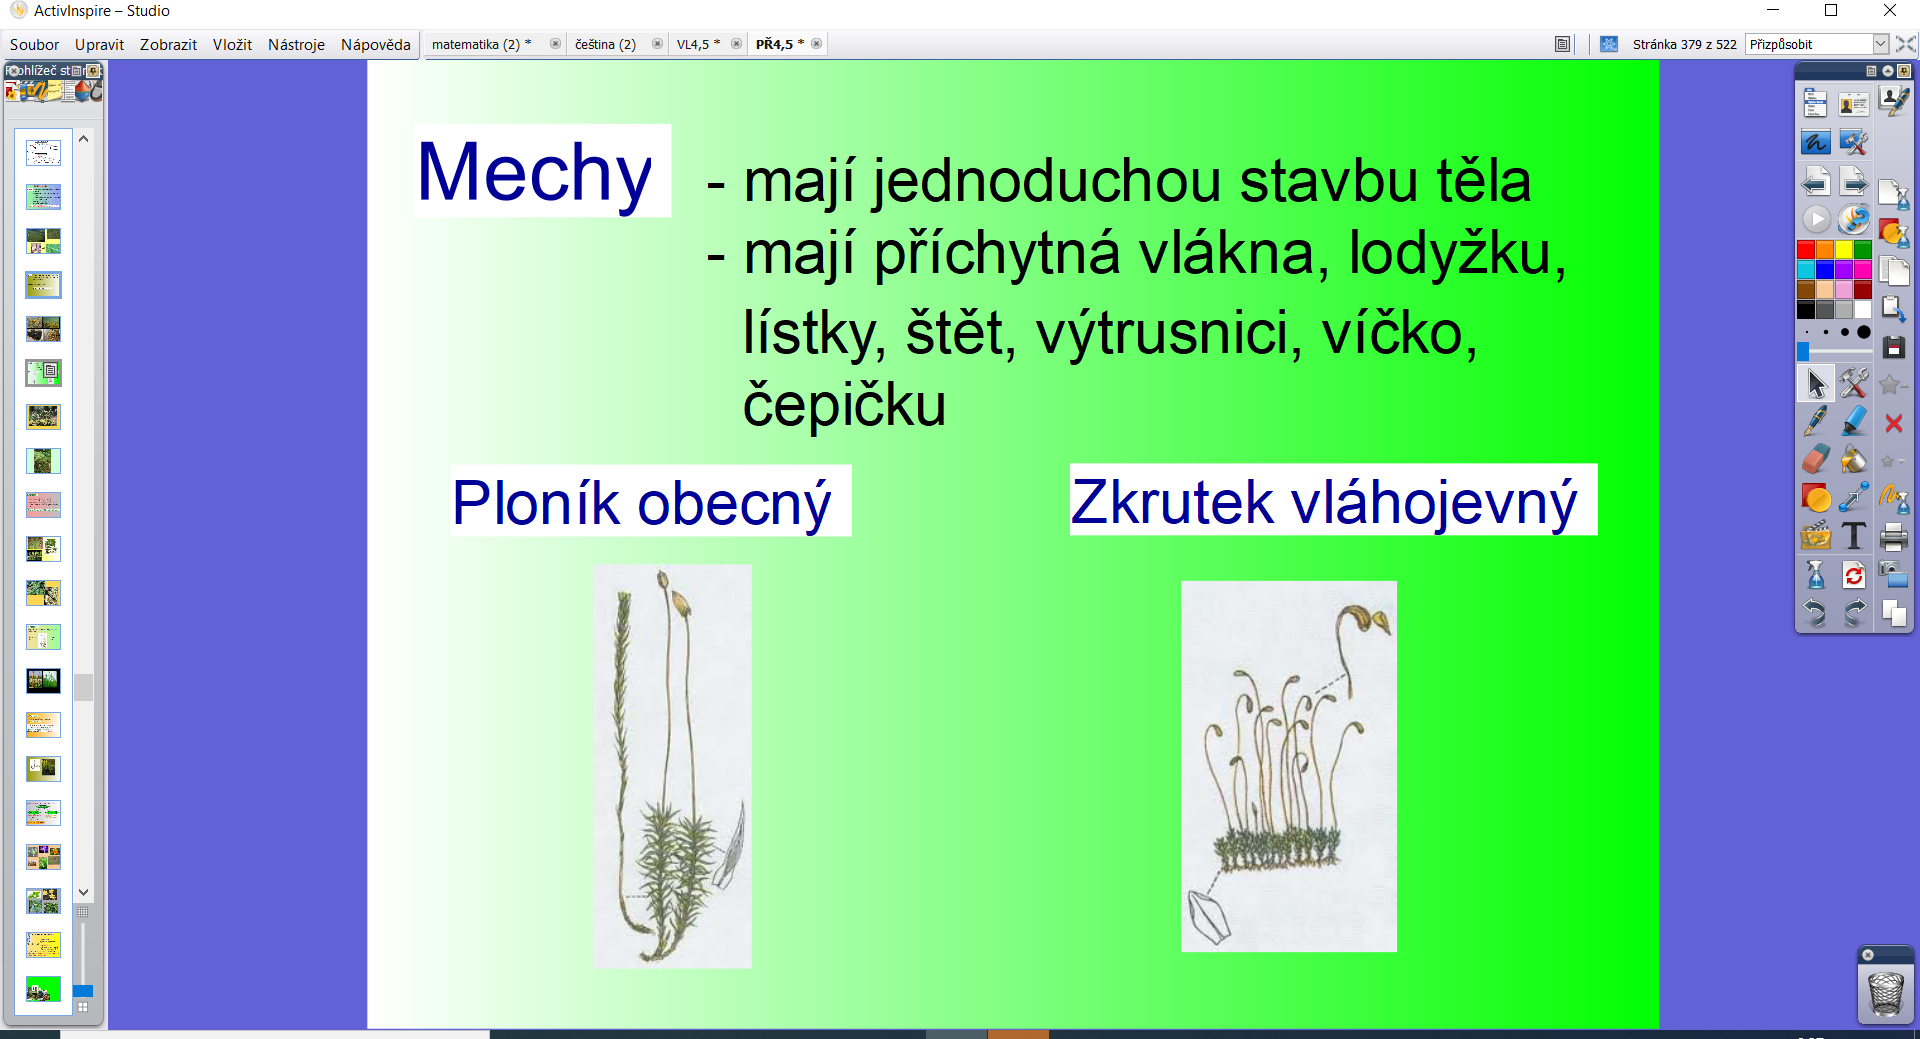 ActivInspire – Studio
Soubor Upravit Zobrazit Vložit Nástroje Nápověda
matematika (2) * čeština (2) VL4,5 * PŘ4,5 *
Stránka 379 z 522 Přizpůsobit
Mechy
- mají jednoduchou stavbu těla
- mají příchytná vlákna, lodyžku,
lístky, štět, výtrusnici, víčko,
čepičku
Ploník obecný
Zkrutek vláhojevný